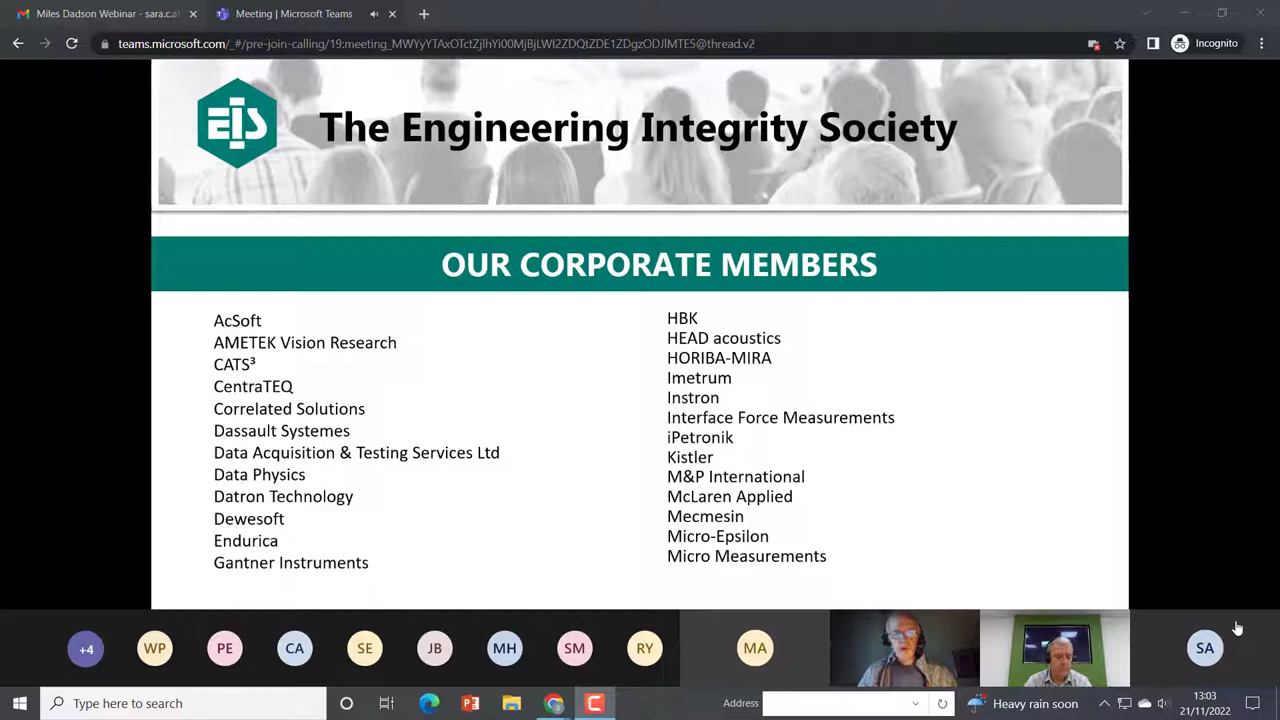 Miles Dadson Webinar - sara.c.at
Meeting | Microsoft Teams
Incognito
EIS
The Engineering Integrity Society
OUR CORPORATE MEMBERS
AcSoft
AMETEK Vision Research
CATS³
CentraTEQ
Correlated Solutions
Dassault Systemes
Data Acquisition & Testing Services Ltd
Data Physics
Datron Technology
Dewesoft
Endurica
Gantner Instruments
HBK
HEAD acoustics
HORIBA-MIRA
Imetrum
Instron
Interface Force Measurements
iPetronik
Kistler
M&P International
McLaren Applied
Mecmesin
Micro-Epsilon
Micro Measurements
+4
WP
PE
CA
SE
JB
MH
SM
RY
MA
SA
Type here to search
Address
Heavy rain soon
13:03
21/11/2022